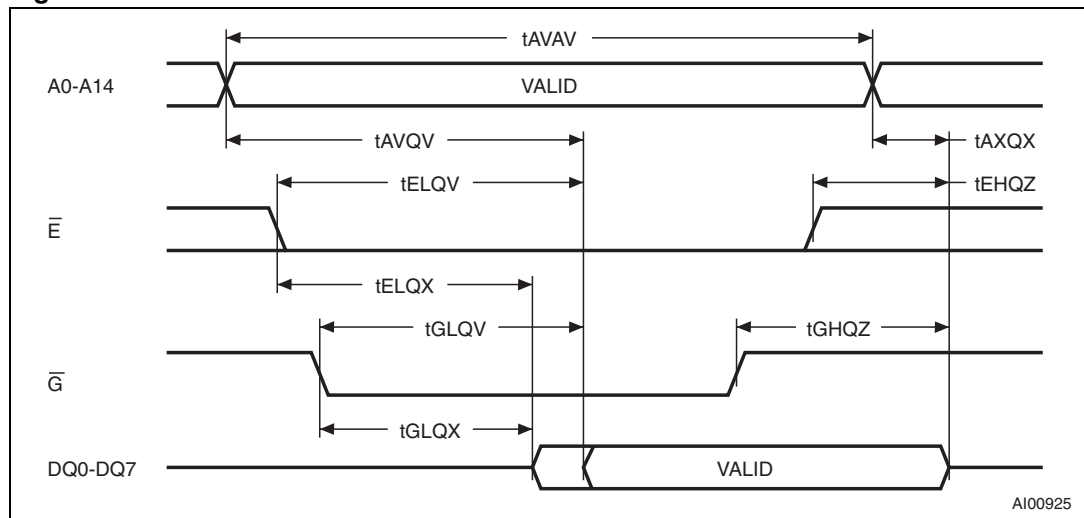 tAVAV
A0-A14 VALID
tAVQV tAXQX
tELQV tEHQZ
E̅
tELQX
tGLQV tGHQZ
G̅
tGLQX
DQ0-DQ7 VALID
AI00925